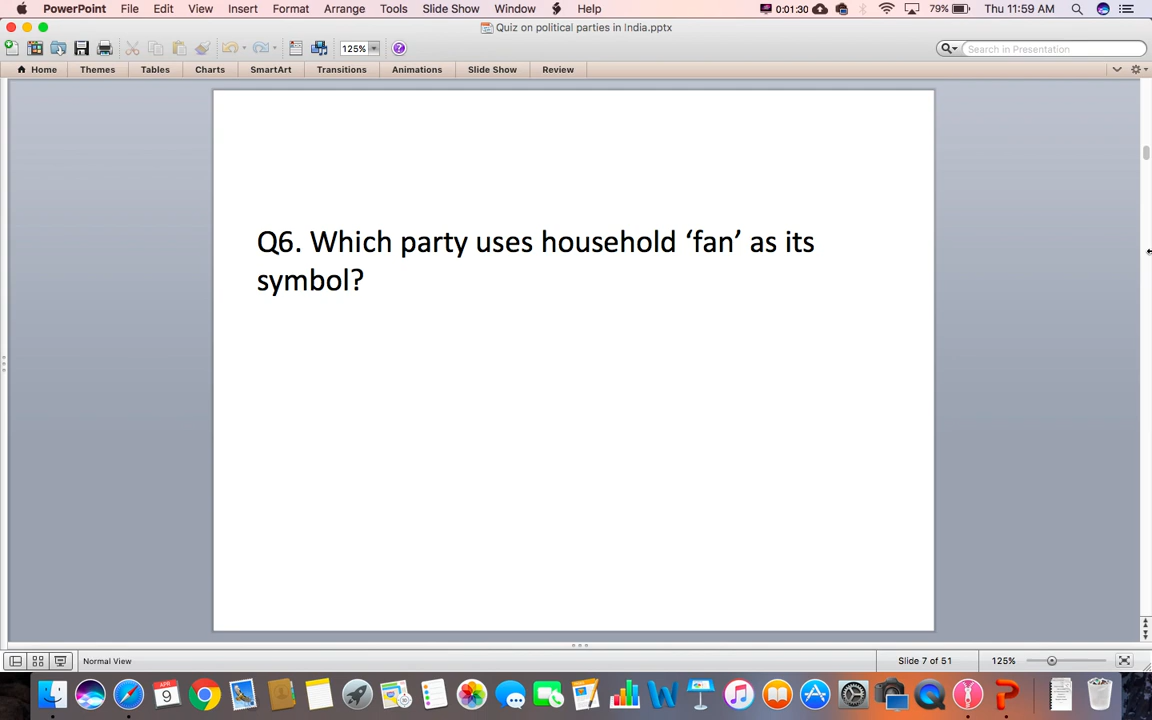 PowerPoint File Edit View Insert Format Arrange Tools Slide Show Window Help 0:01:30 79% Thu 11:59 AM
Quiz on political parties in India.pptx
125% Search in Presentation
Home Themes Tables Charts SmartArt Transitions Animations Slide Show Review
Q6. Which party uses household ‘fan’ as its
symbol?
Normal View Slide 7 of 51 125%
APR
9